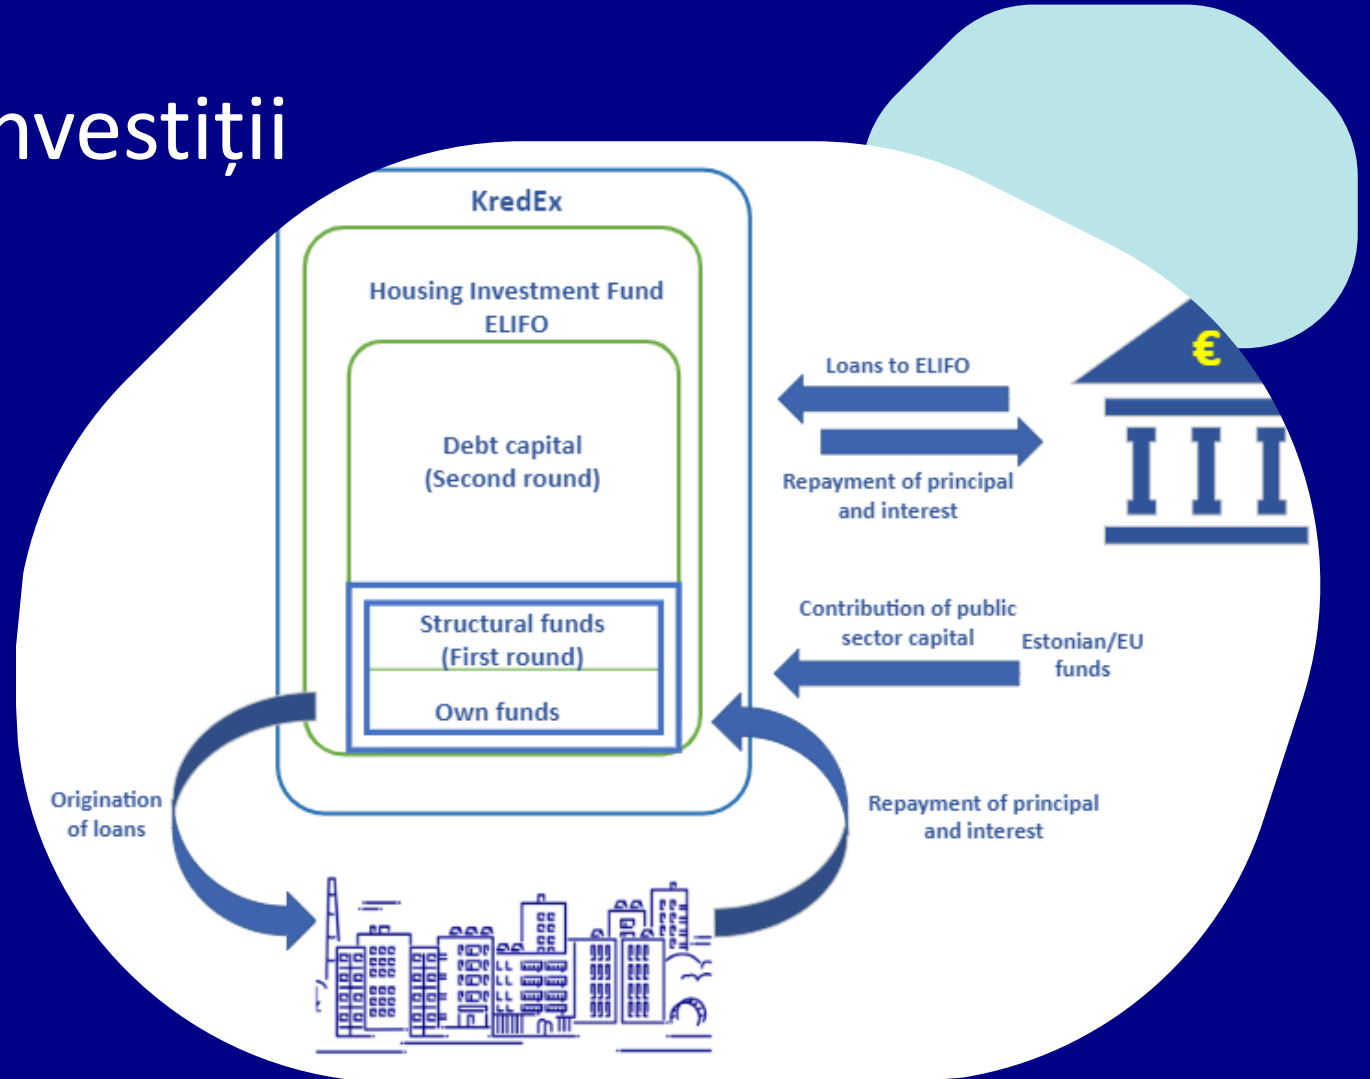 nvestiții
KredEx
Housing Investment Fund
ELIFO
Debt capital
(Second round)
Structural funds
(First round)
Own funds
Loans to ELIFO
Repayment of principal
and interest
€
Contribution of public
sector capital
Estonian/EU
funds
Origination
of loans
Repayment of principal
and interest